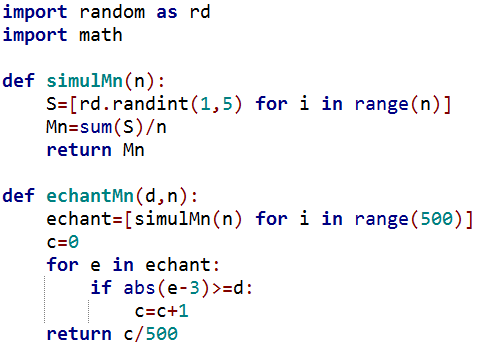 import random as rd
import math

def simulMn(n):
    S=[rd.randint(1,5) for i in range(n)]
    Mn=sum(S)/n
    return Mn

def echantMn(d,n):
    echant=[simulMn(n) for i in range(500)]
    c=0
    for e in echant:
        if abs(e-3)>=d:
            c=c+1
    return c/500